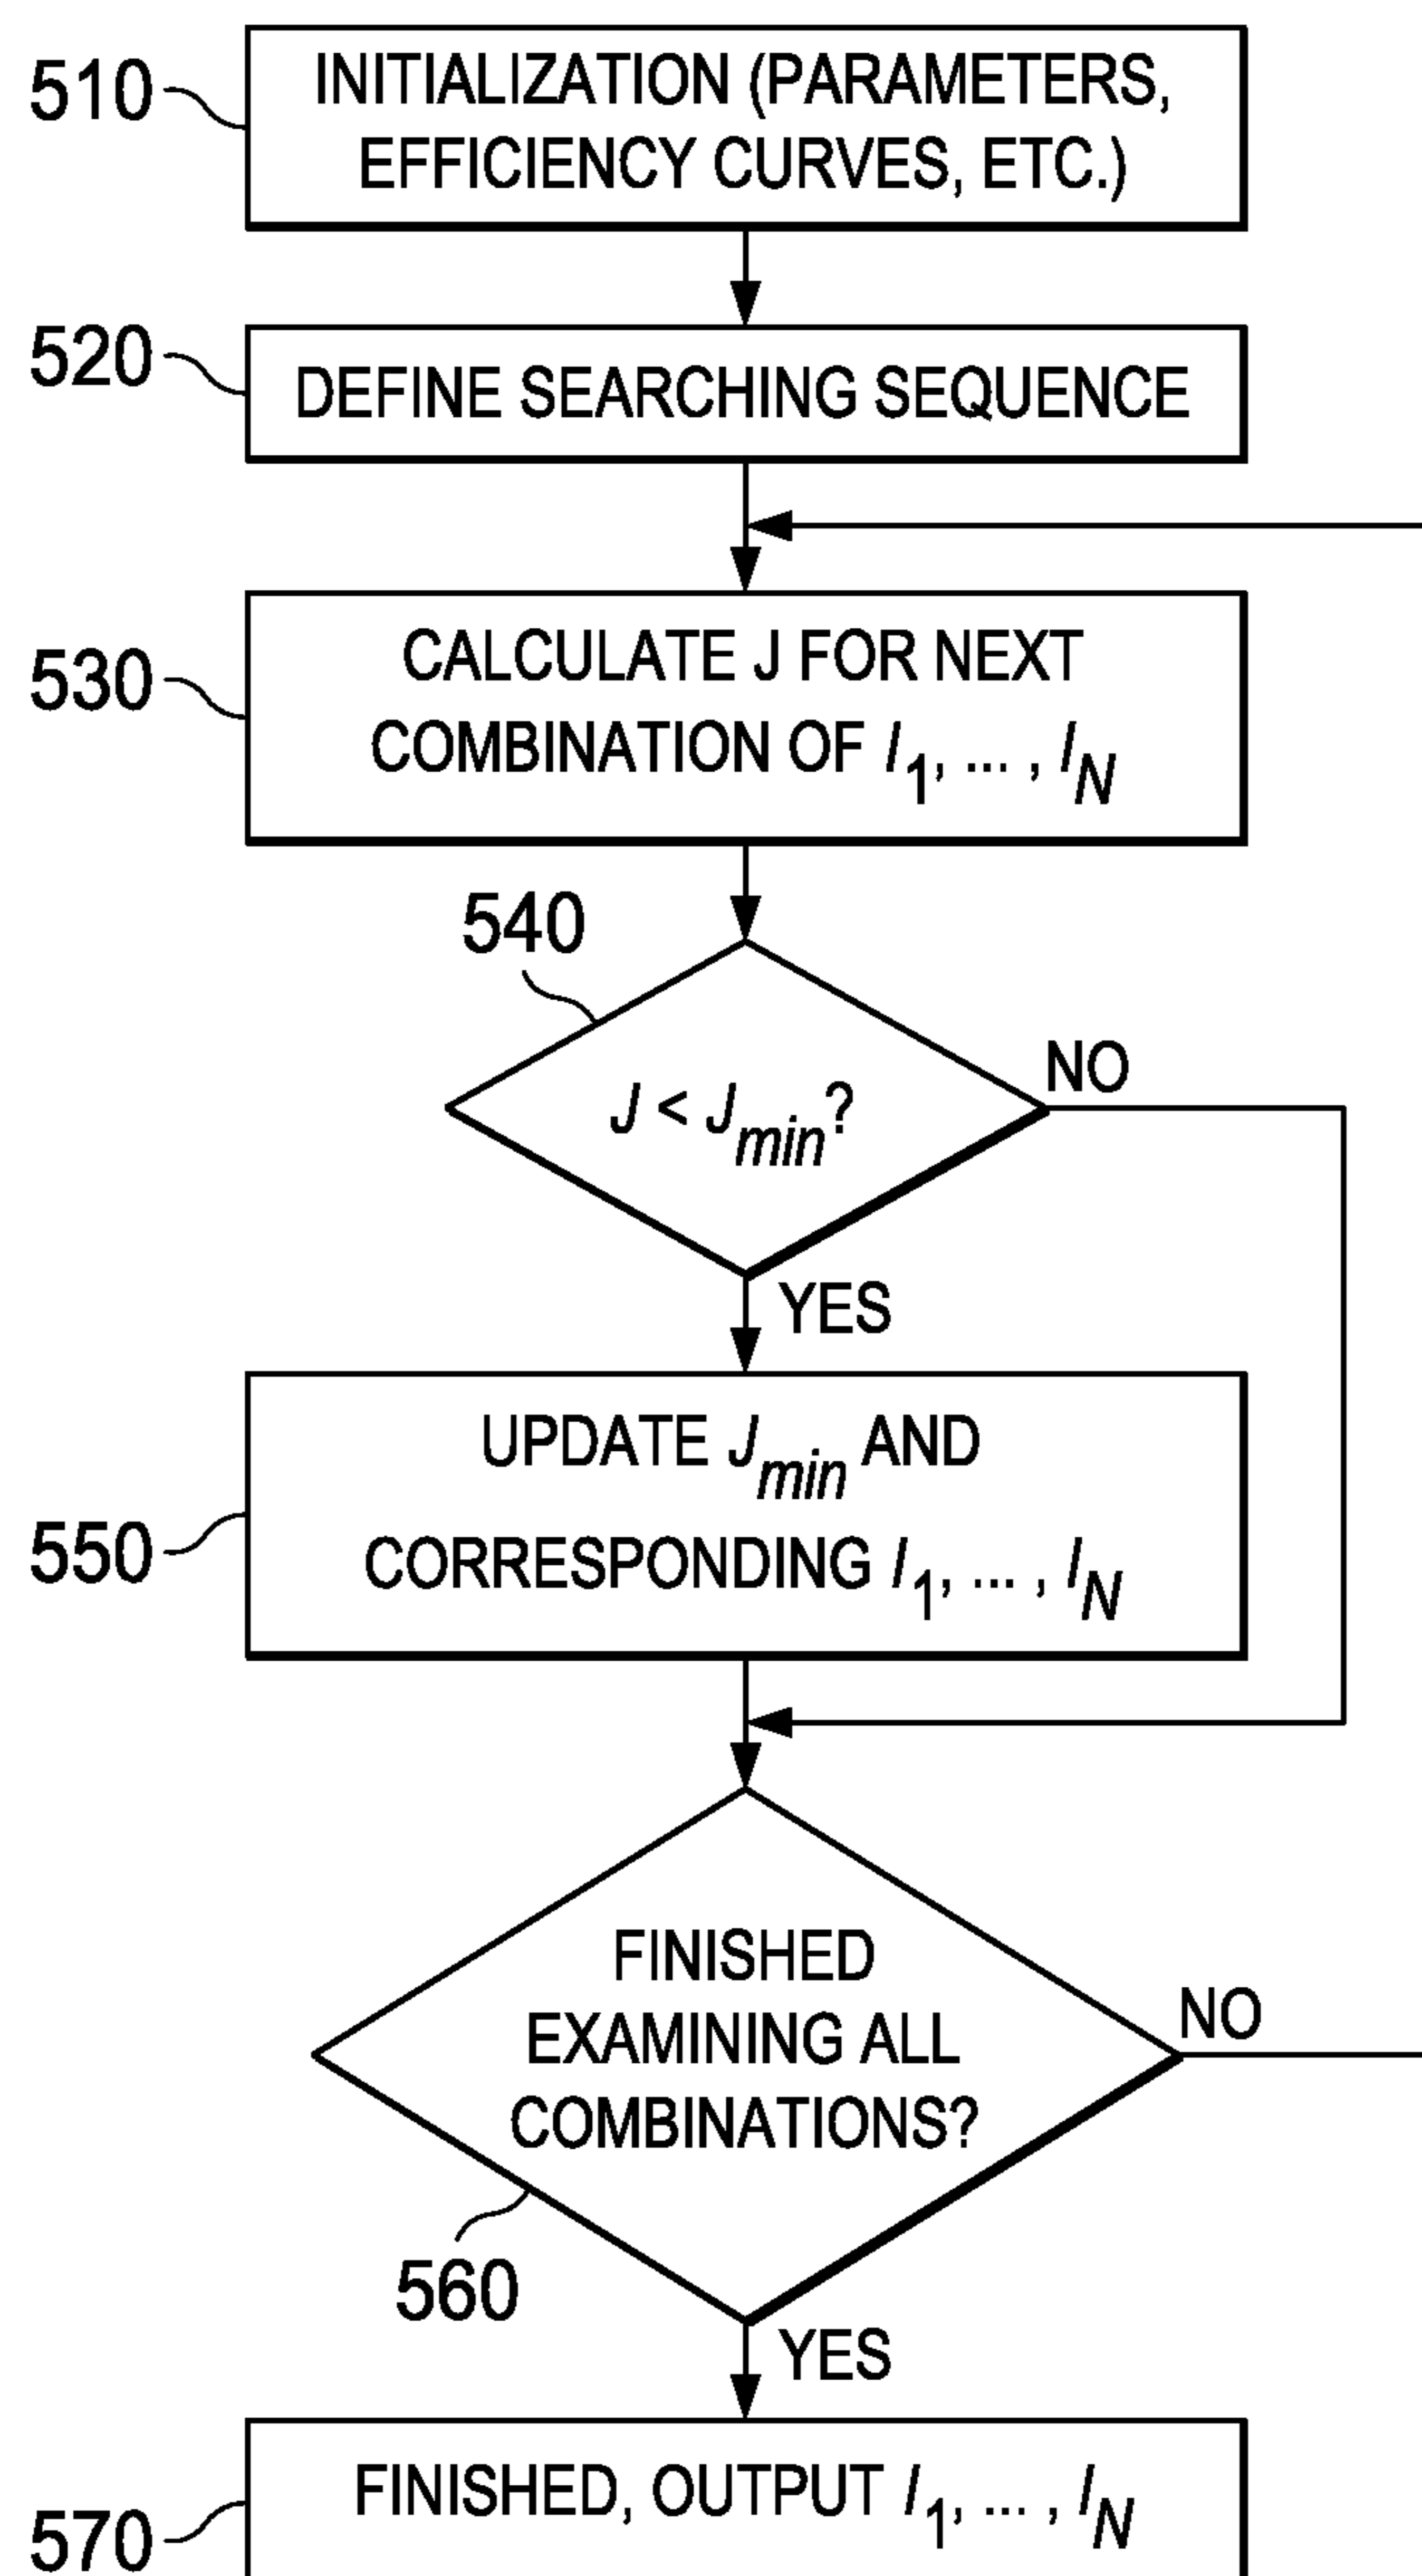 510
INITIALIZATION (PARAMETERS,
EFFICIENCY CURVES, ETC.)
520
DEFINE SEARCHING SEQUENCE
530
CALCULATE J FOR NEXT
COMBINATION OF I1, ... , IN
540
J < Jmin?
NO
YES
550
UPDATE Jmin AND
CORRESPONDING I1, ... , IN
FINISHED
EXAMINING ALL
COMBINATIONS?
NO
560
YES
570
FINISHED, OUTPUT I1, ... , IN